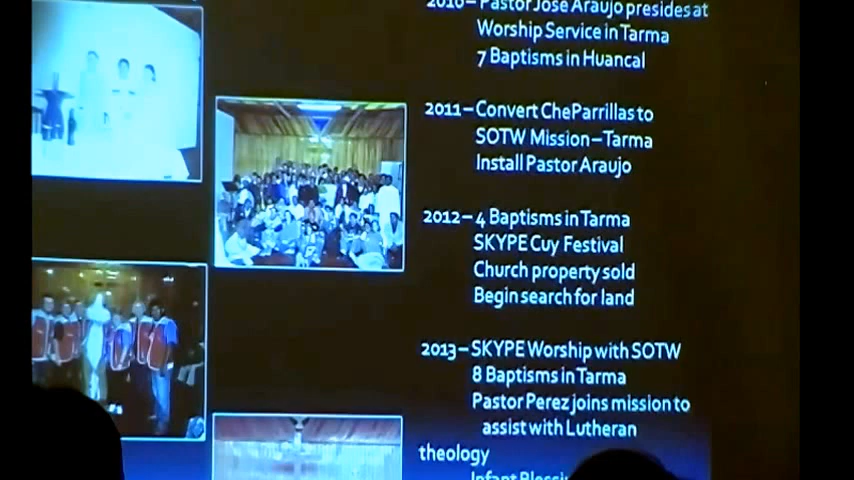 2010– Pastor Jose Araujo presides at
Worship Service in Tarma
7 Baptisms in Huancal
2011– Convert CheParrillas to
SOTW Mission–Tarma
Install Pastor Araujo
2012– 4 Baptisms in Tarma
SKYPE Cuy Festival
Church property sold
Begin search for land
2013– SKYPE Worship with SOTW
8 Baptisms in Tarma
Pastor Perez joins mission to
assist with Lutheran
theology
Infant